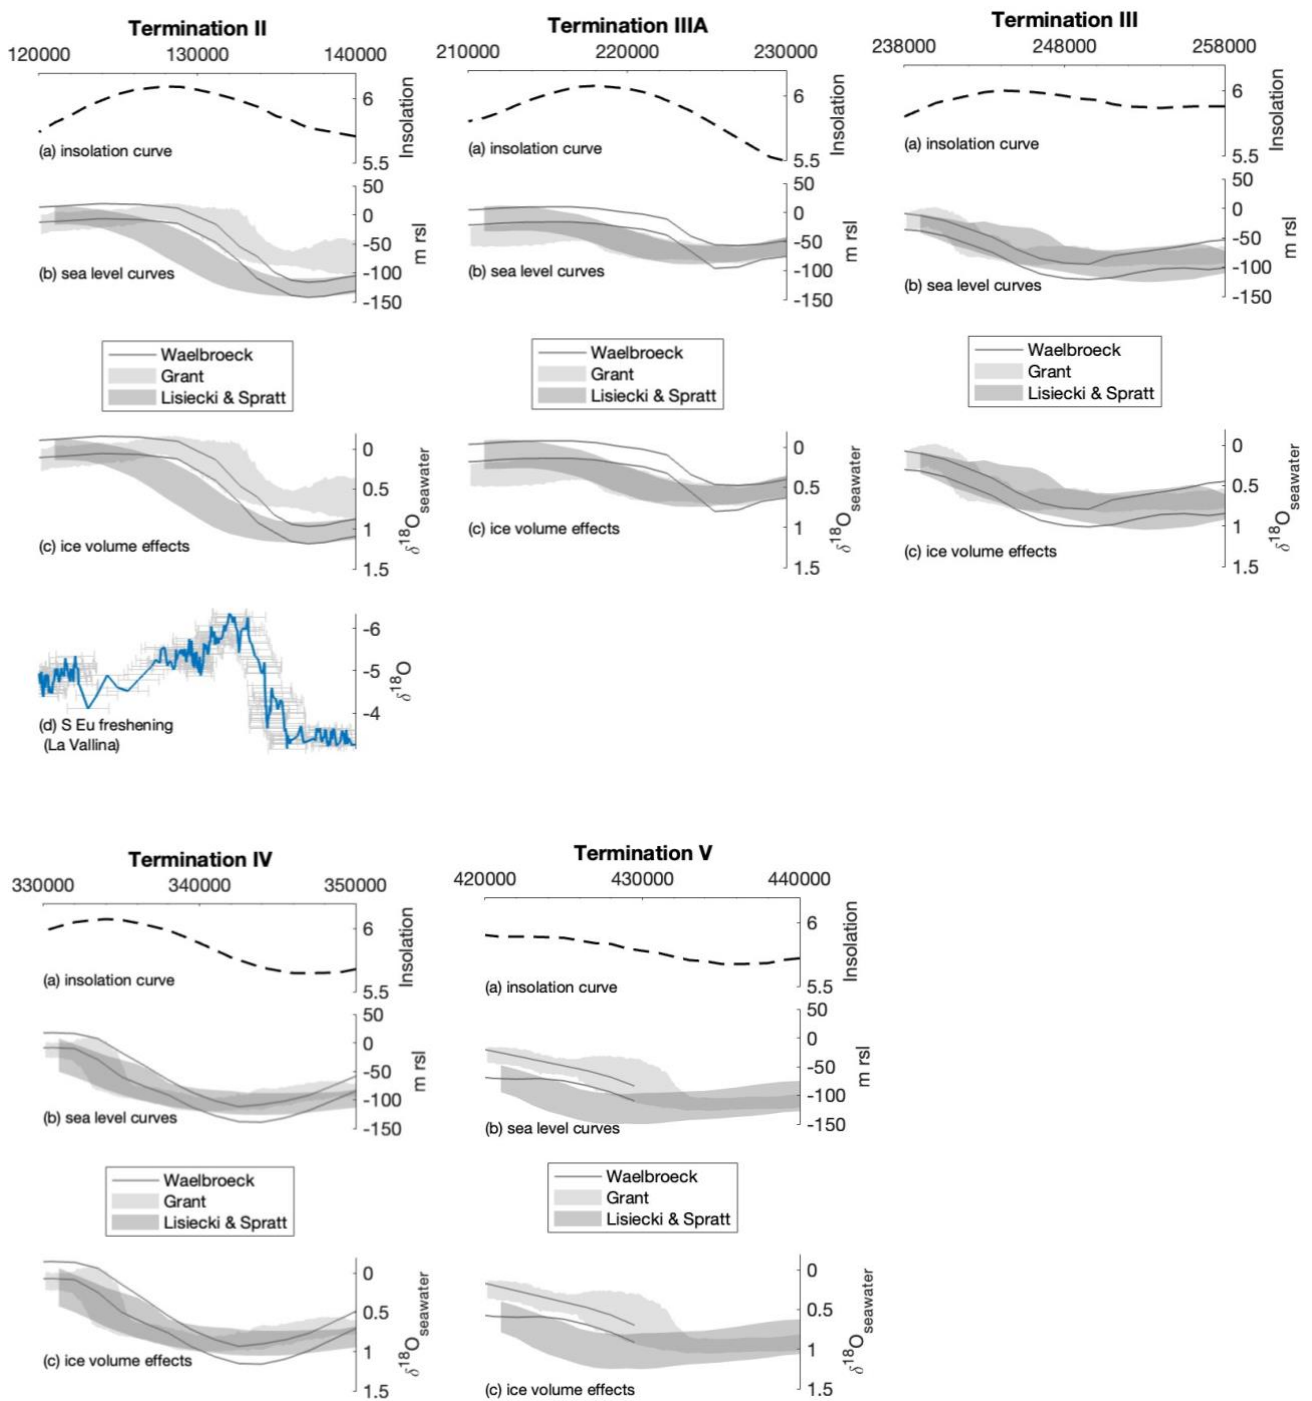 Termination II
120000 130000 140000
6
5.5
Insolation
(a) insolation curve
50
0
-50
-100
-150
m rsl
(b) sea level curves
Waelbroeck
Grant
Lisiecki & Spratt
0
0.5
1
1.5
δ18Oseawater
(c) ice volume effects
-6
-5
-4
δ18O
(d) S Eu freshening
(La Vallina)
Termination IIIA
210000 220000 230000
6
5.5
Insolation
(a) insolation curve
50
0
-50
-100
-150
m rsl
(b) sea level curves
Waelbroeck
Grant
Lisiecki & Spratt
0
0.5
1
1.5
δ18Oseawater
(c) ice volume effects
Termination III
238000 248000 258000
6
5.5
Insolation
(a) insolation curve
50
0
-50
-100
-150
m rsl
(b) sea level curves
Waelbroeck
Grant
Lisiecki & Spratt
0
0.5
1
1.5
δ18Oseawater
(c) ice volume effects
Termination IV
330000 340000 350000
6
5.5
Insolation
(a) insolation curve
50
0
-50
-100
-150
m rsl
(b) sea level curves
Waelbroeck
Grant
Lisiecki & Spratt
0
0.5
1
1.5
δ18Oseawater
(c) ice volume effects
Termination V
420000 430000 440000
6
5.5
Insolation
(a) insolation curve
50
0
-50
-100
-150
m rsl
(b) sea level curves
Waelbroeck
Grant
Lisiecki & Spratt
0
0.5
1
1.5
δ18Oseawater
(c) ice volume effects